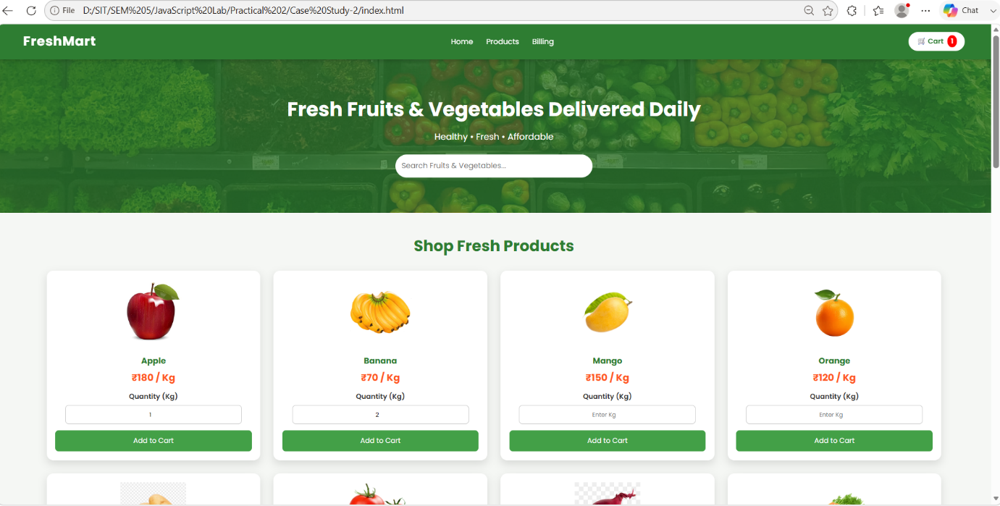 File D:/SIT/SEM%205/JavaScript%20Lab/Practical%202/Case%20Study-2/index.html
Chat
FreshMart
Home Products Billing
🛒 Cart 1
Fresh Fruits & Vegetables Delivered Daily
Healthy • Fresh • Affordable
Search Fruits & Vegetables...
Shop Fresh Products
Apple
₹180 / Kg
Quantity (Kg)
1
Add to Cart
Banana
₹70 / Kg
Quantity (Kg)
2
Add to Cart
Mango
₹150 / Kg
Quantity (Kg)
Enter Kg
Add to Cart
Orange
₹120 / Kg
Quantity (Kg)
Enter Kg
Add to Cart